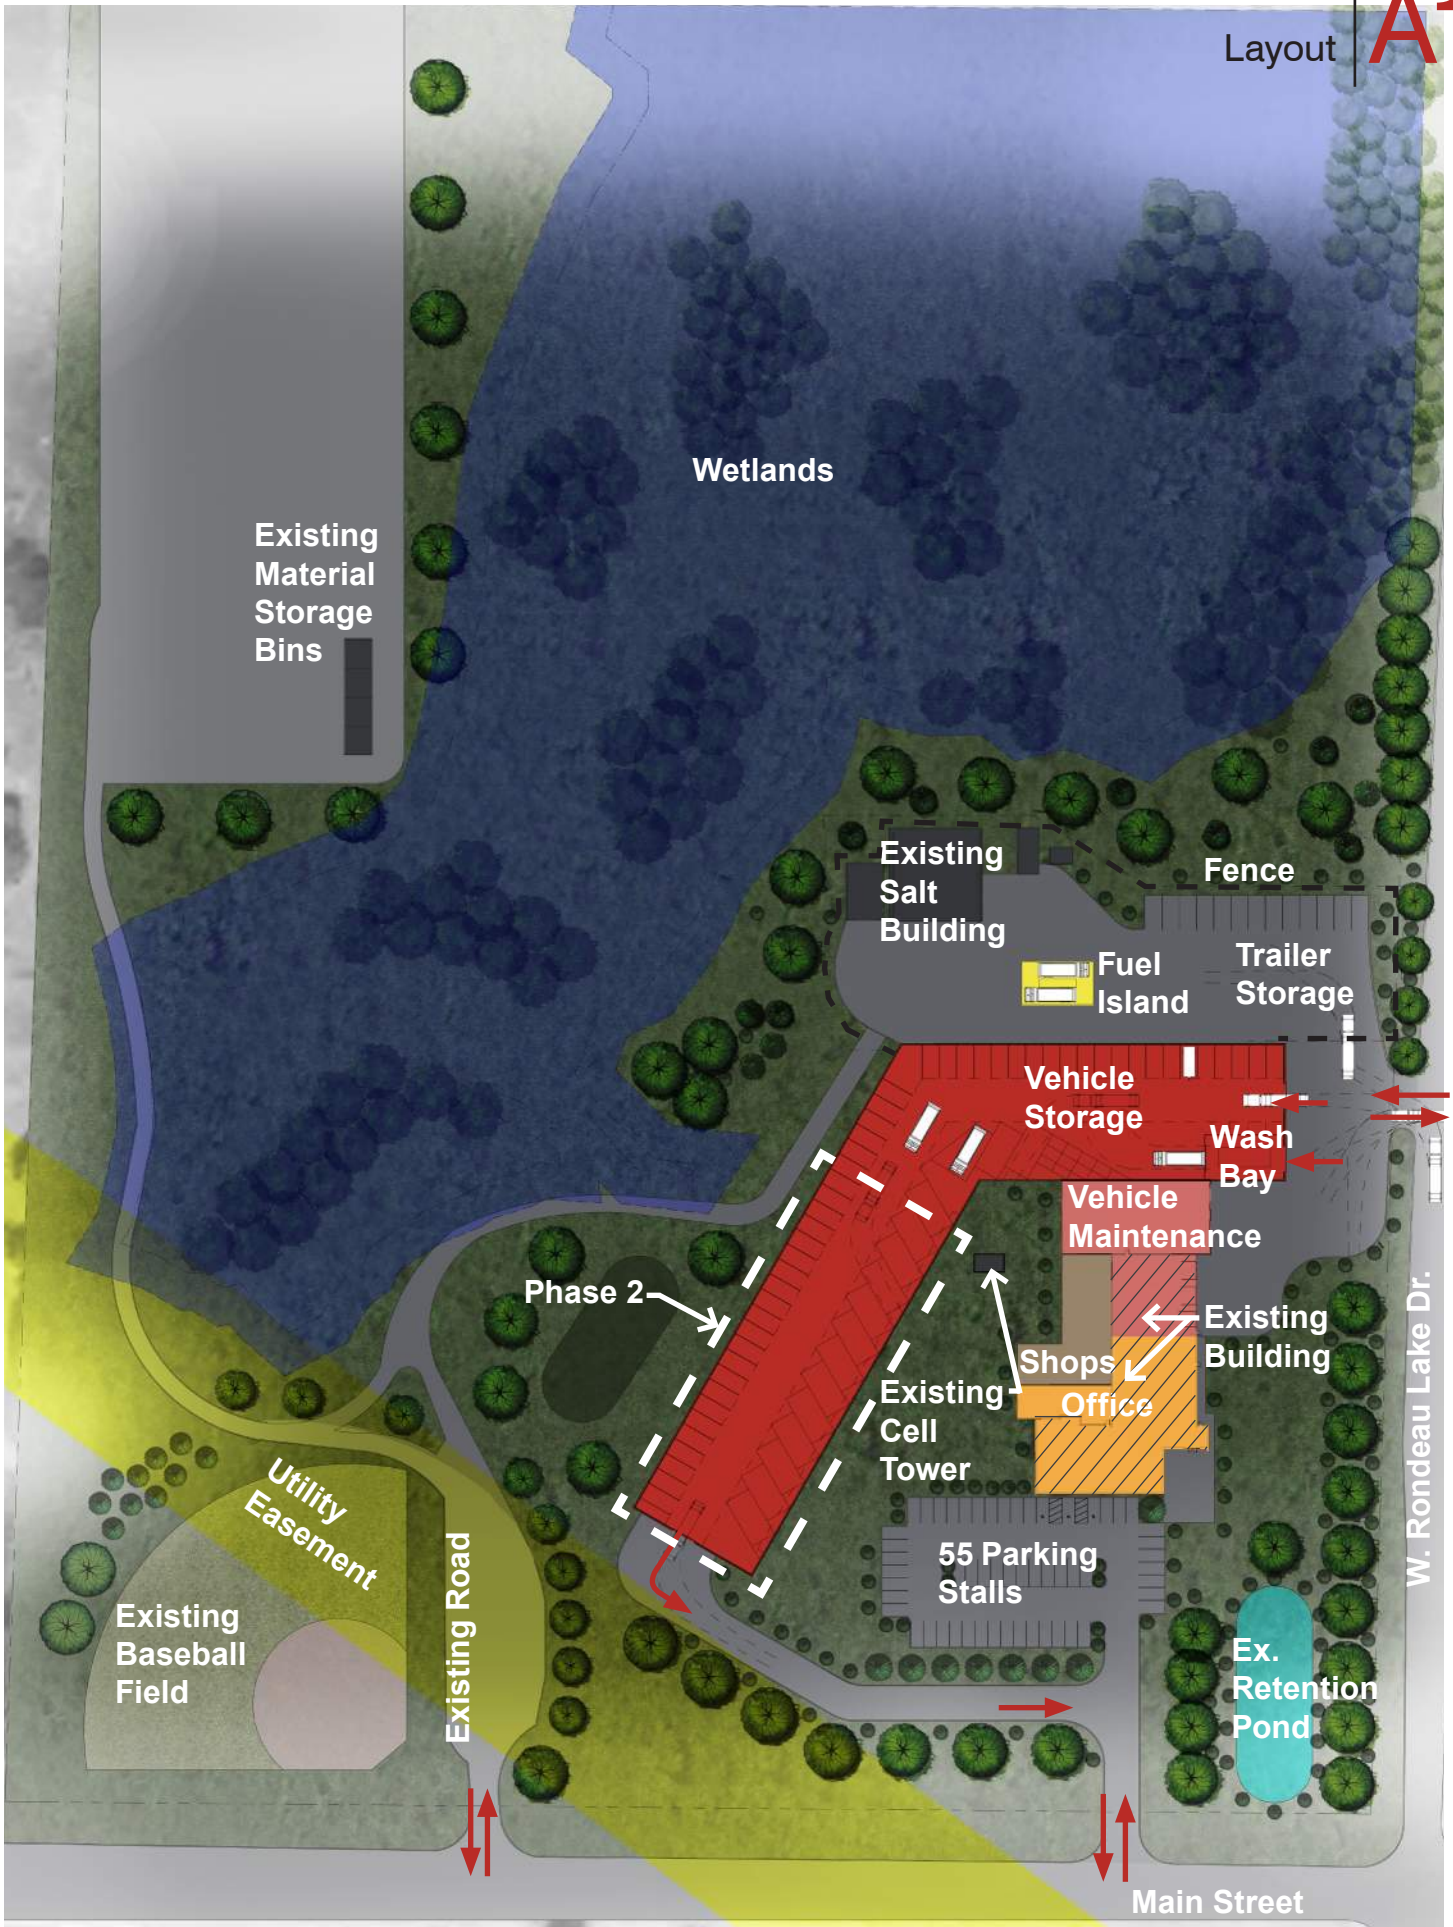 Layout
A
Wetlands
Existing
Material
Storage
Bins
Existing
Salt
Building
Fence
Fuel
Island
Trailer
Storage
Vehicle
Storage
Wash
Bay
Vehicle
Maintenance
Phase 2
Existing
Building
Shops
Office
Existing
Cell
Tower
W. Rondeau Lake Dr.
Utility
Easement
Existing Road
55 Parking
Stalls
Existing
Baseball
Field
Ex.
Retention
Pond
Main Street